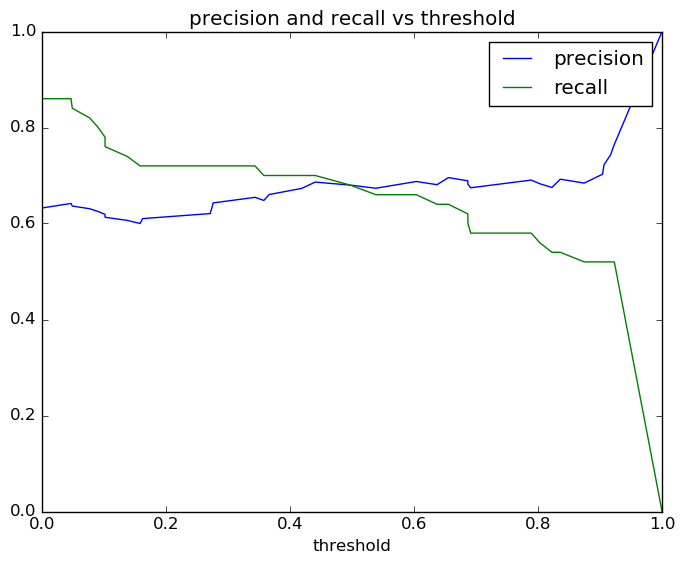 precision and recall vs threshold
1.0
0.8
0.6
0.4
0.2
0.0
precision
recall
0.0 0.2 0.4 0.6 0.8 1.0
threshold